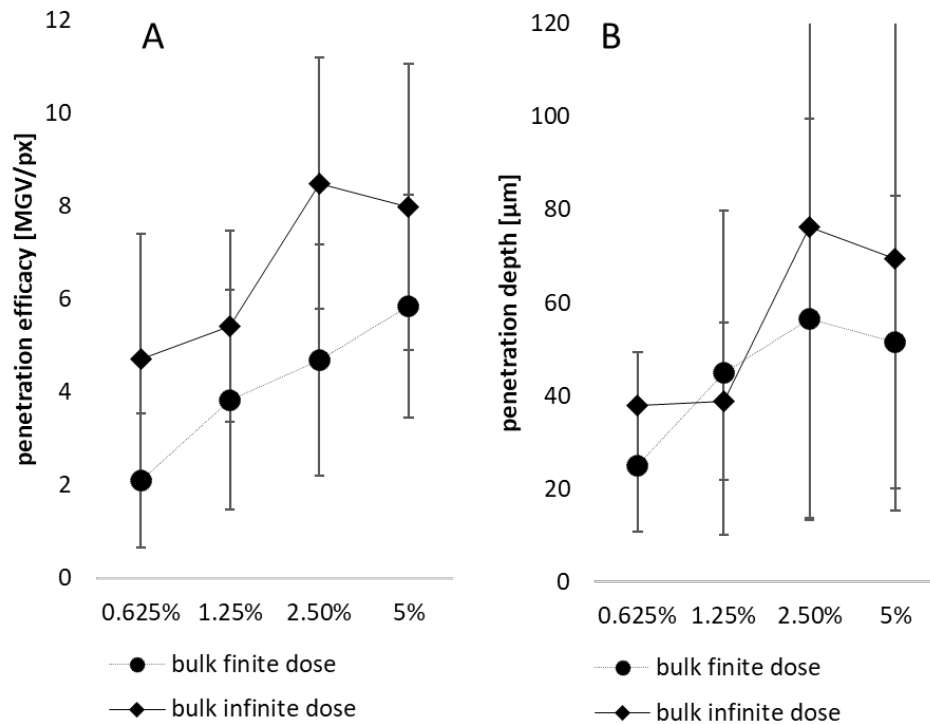 A
penetration efficacy [MGV/px]
12
10
8
6
4
2
0
0.625% 1.25% 2.50% 5%
bulk finite dose
bulk infinite dose
B
penetration depth [µm]
120
100
80
60
40
20
0
0.625% 1.25% 2.50% 5%
bulk finite dose
bulk infinite dose